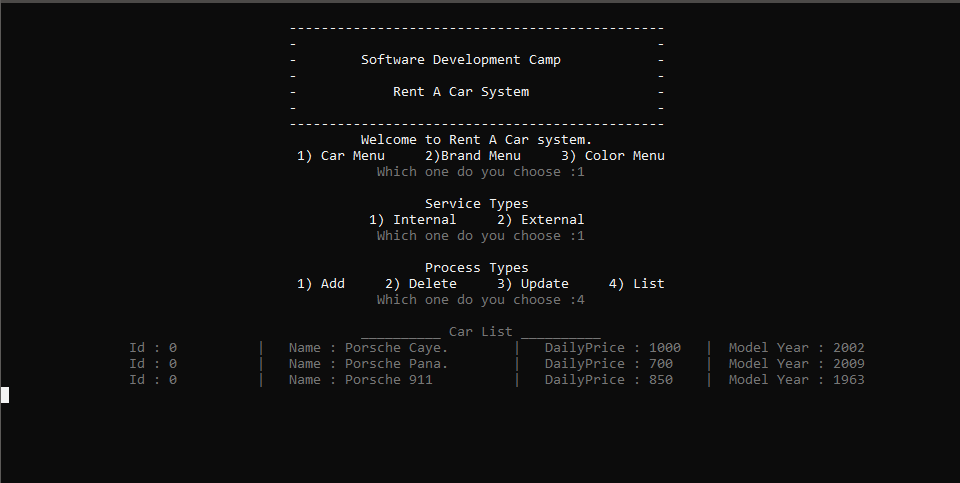 -----------------------------------------------
- -
- Software Development Camp -
- -
- Rent A Car System -
- -
-----------------------------------------------
Welcome to Rent A Car system.
1) Car Menu 2)Brand Menu 3) Color Menu
Which one do you choose :1
Service Types
1) Internal 2) External
Which one do you choose :1
Process Types
1) Add 2) Delete 3) Update 4) List
Which one do you choose :4
__________ Car List __________
Id : 0 | Name : Porsche Caye. | DailyPrice : 1000 | Model Year : 2002
Id : 0 | Name : Porsche Pana. | DailyPrice : 700 | Model Year : 2009
Id : 0 | Name : Porsche 911 | DailyPrice : 850 | Model Year : 1963